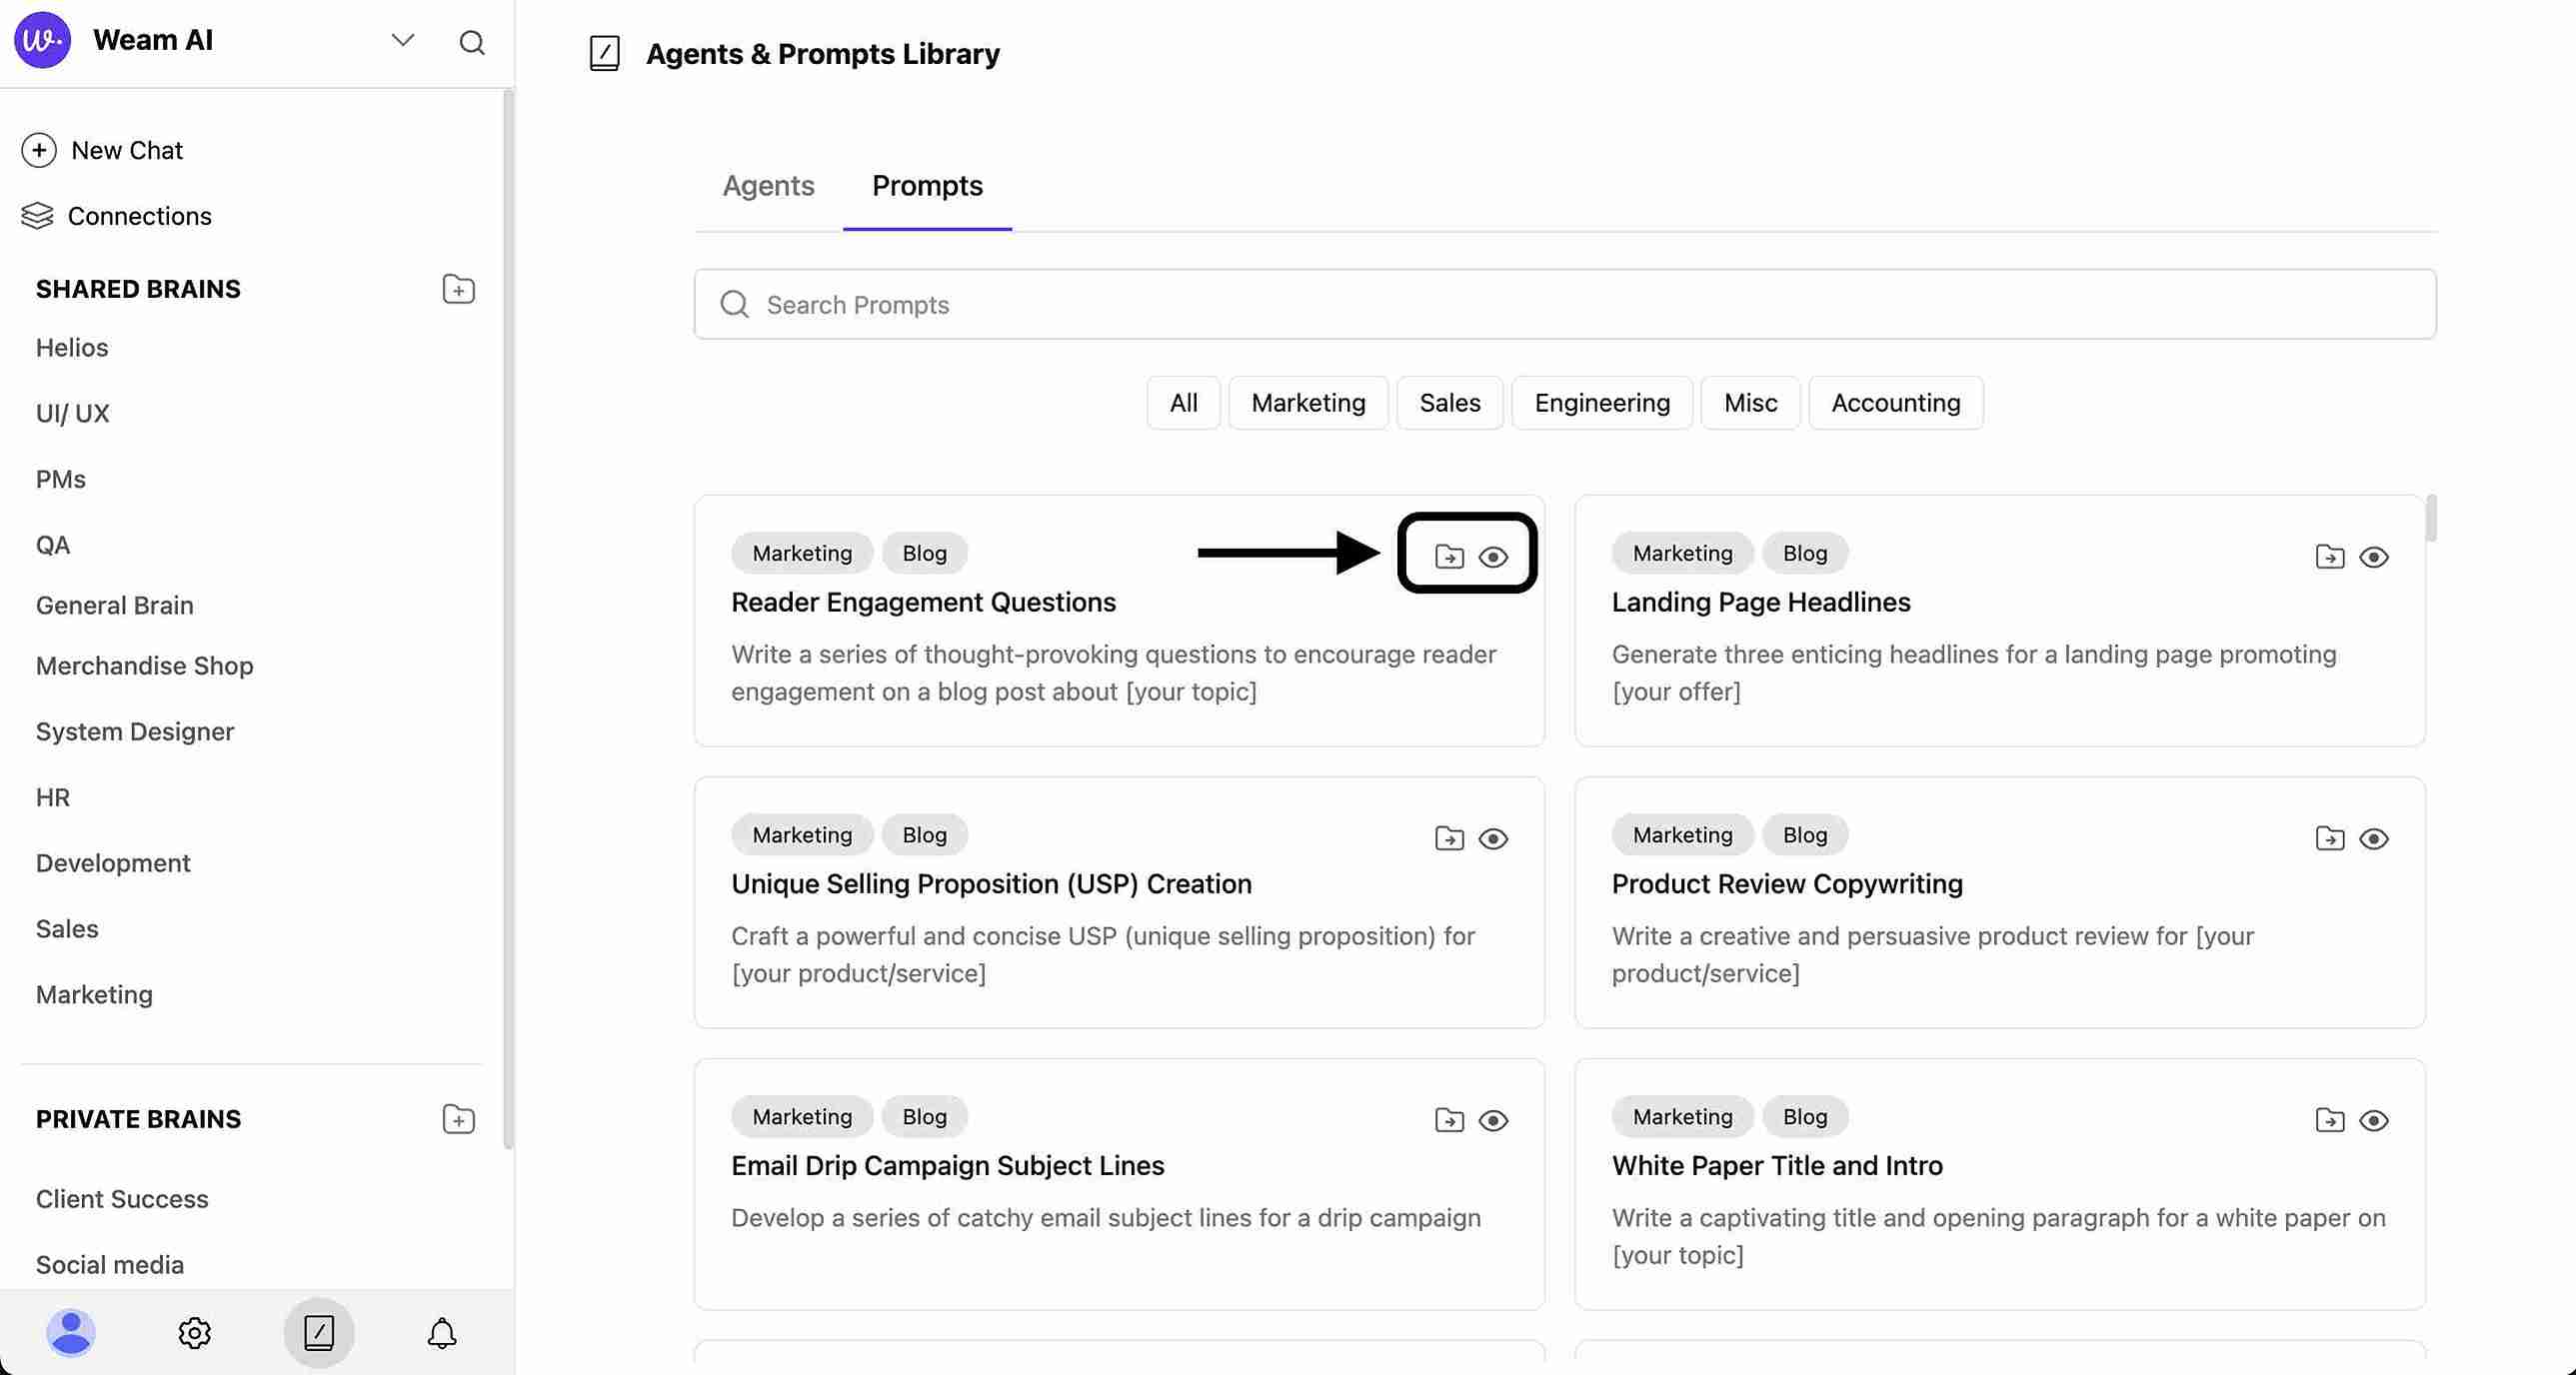 Weam AI
New Chat
Connections
SHARED BRAINS
Helios
UI/ UX
PMs
QA
General Brain
Merchandise Shop
System Designer
HR
Development
Sales
Marketing
PRIVATE BRAINS
Client Success
Social media
Agents & Prompts Library
Agents Prompts
Search Prompts
All Marketing Sales Engineering Misc Accounting
Marketing Blog
Reader Engagement Questions
Write a series of thought-provoking questions to encourage reader
engagement on a blog post about [your topic]
Marketing Blog
Landing Page Headlines
Generate three enticing headlines for a landing page promoting
[your offer]
Marketing Blog
Unique Selling Proposition (USP) Creation
Craft a powerful and concise USP (unique selling proposition) for
[your product/service]
Marketing Blog
Product Review Copywriting
Write a creative and persuasive product review for [your
product/service]
Marketing Blog
Email Drip Campaign Subject Lines
Develop a series of catchy email subject lines for a drip campaign
Marketing Blog
White Paper Title and Intro
Write a captivating title and opening paragraph for a white paper on
[your topic]